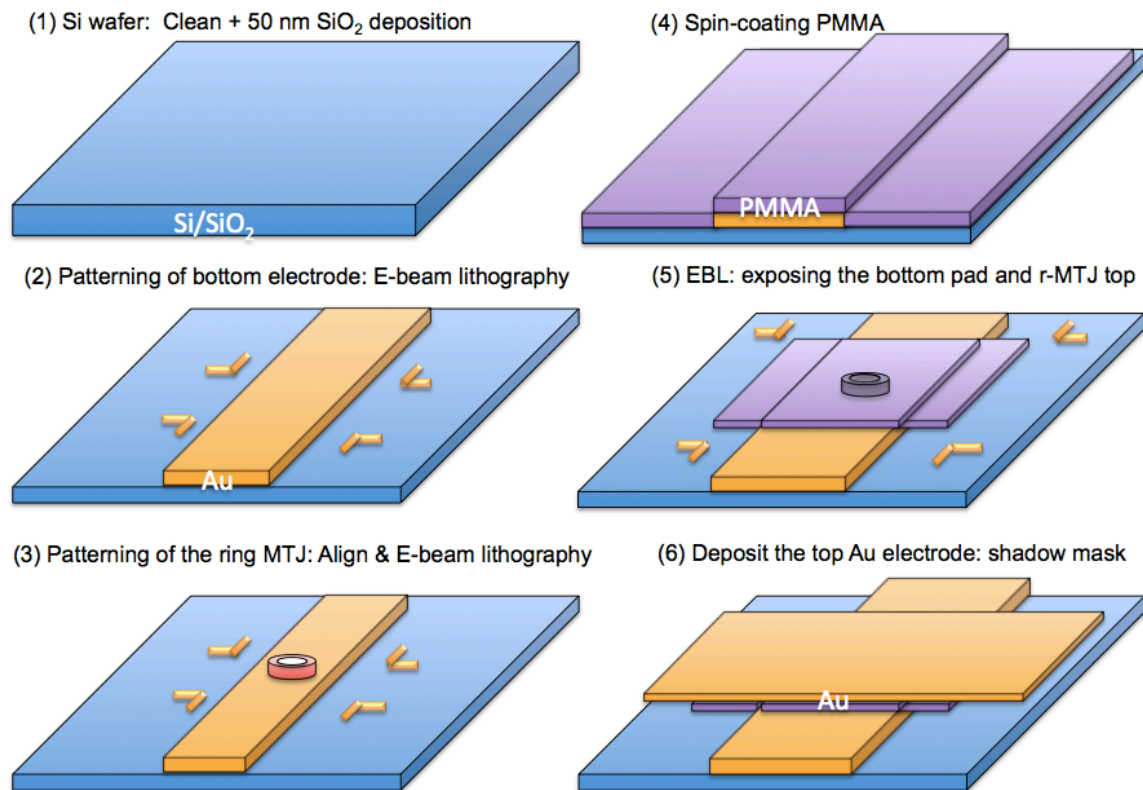 (1) Si wafer: Clean + 50 nm SiO₂ deposition
Si/SiO₂
(2) Patterning of bottom electrode: E-beam lithography
Au
(3) Patterning of the ring MTJ: Align & E-beam lithography
(4) Spin-coating PMMA
PMMA
(5) EBL: exposing the bottom pad and r-MTJ top
(6) Deposit the top Au electrode: shadow mask
Au